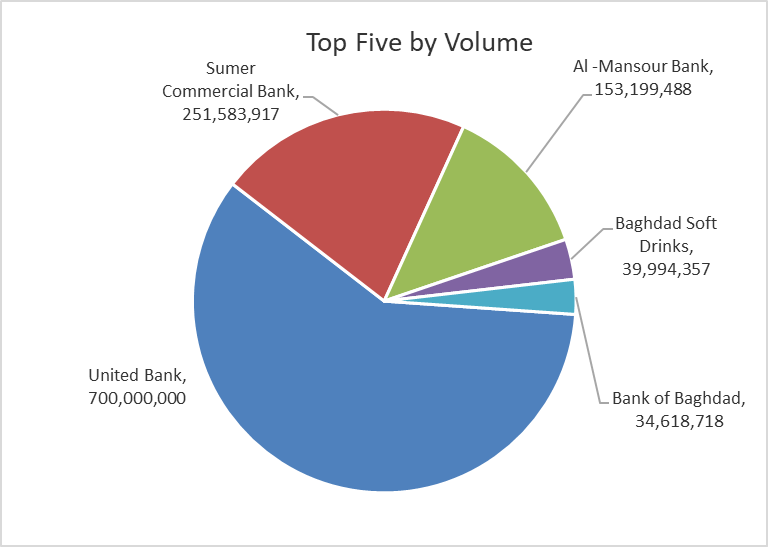 Top Five by Volume
Sumer
Commercial Bank,
251,583,917
Al -Mansour Bank,
153,199,488
Baghdad Soft
Drinks,
39,994,357
United Bank,
700,000,000
Bank of Baghdad,
34,618,718